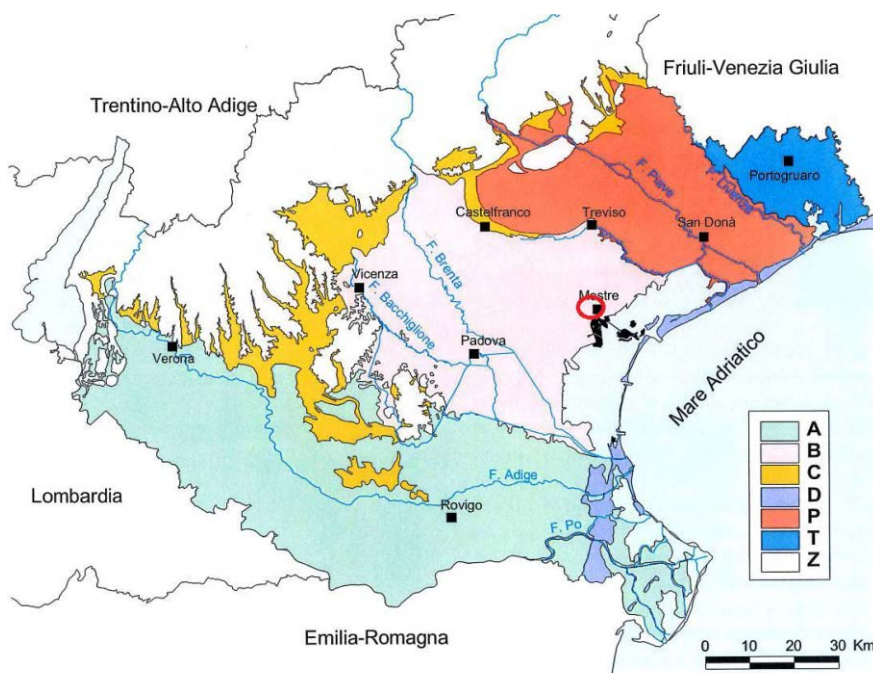 Friuli-Venezia Giulia
Trentino-Alto Adige
Portogruaro
F. Piave
F. Livenza
Castelfranco
Treviso
San Donà
F. Brenta
Vicenza
F. Bacchiglione
Mestre
Verona
Padova
Mare Adriatico
A
B
C
D
P
T
Z
Lombardia
F. Adige
Rovigo
F. Po
Emilia-Romagna
0 10 20 30 Km